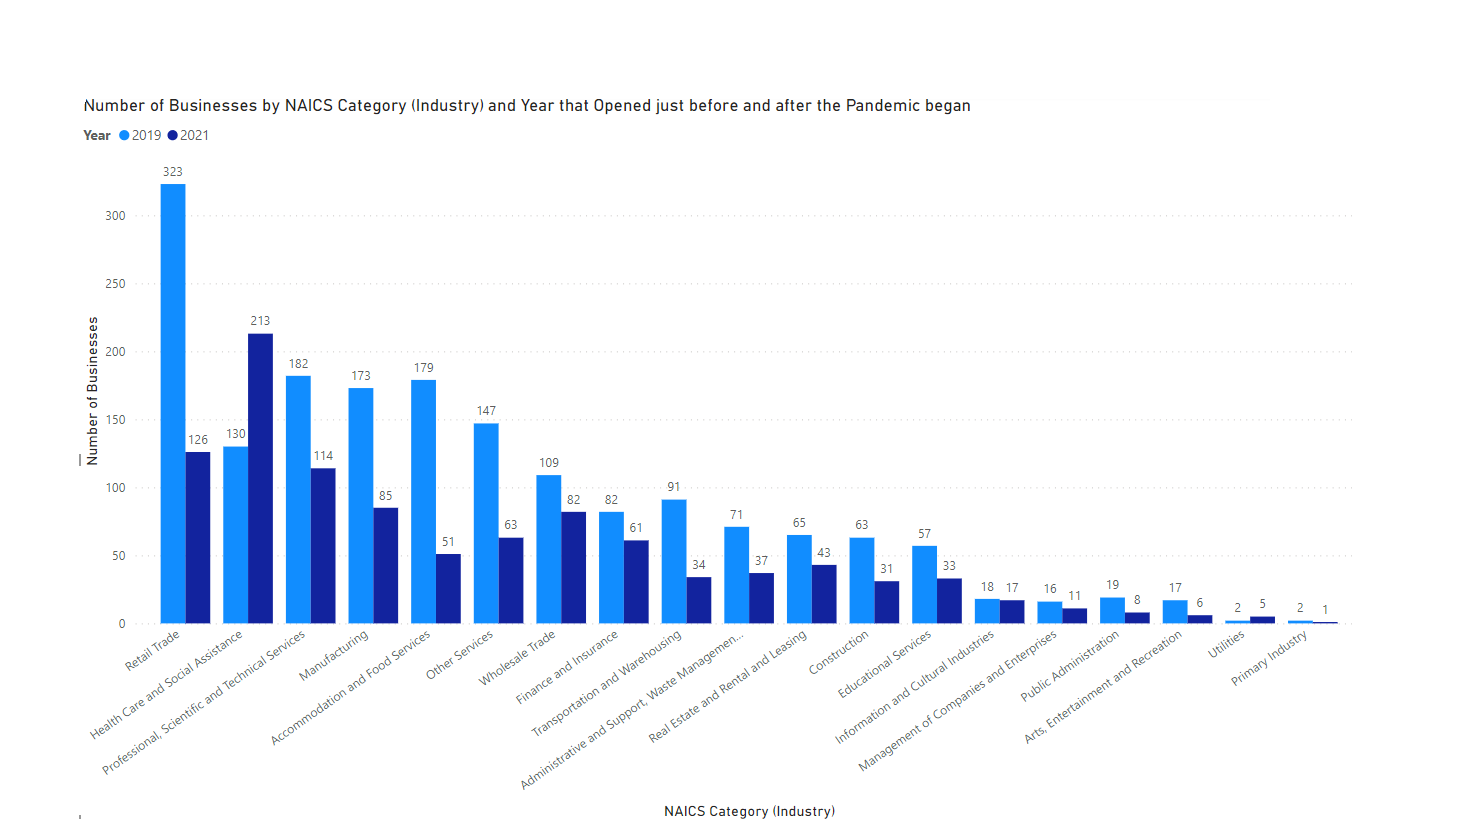 Number of Businesses by NAICS Category (Industry) and Year that Opened just before and after the Pandemic began
Year 2019 2021
323
300
250
213
200
182
179
173
150
147
130
126
114
109
100
91
85
82
82
71
65
63
63
61
57
51
50
43
37
34
33
31
18
17
16
11
19
8
17
6
2
5
2
1
0
Number of Businesses
Retail Trade
Health Care and Social Assistance
Professional, Scientific and Technical Services
Manufacturing
Accommodation and Food Services
Other Services
Wholesale Trade
Finance and Insurance
Transportation and Warehousing
Administrative and Support, Waste Managemen...
Real Estate and Rental and Leasing
Construction
Educational Services
Information and Cultural Industries
Management of Companies and Enterprises
Public Administration
Arts, Entertainment and Recreation
Utilities
Primary Industry
NAICS Category (Industry)